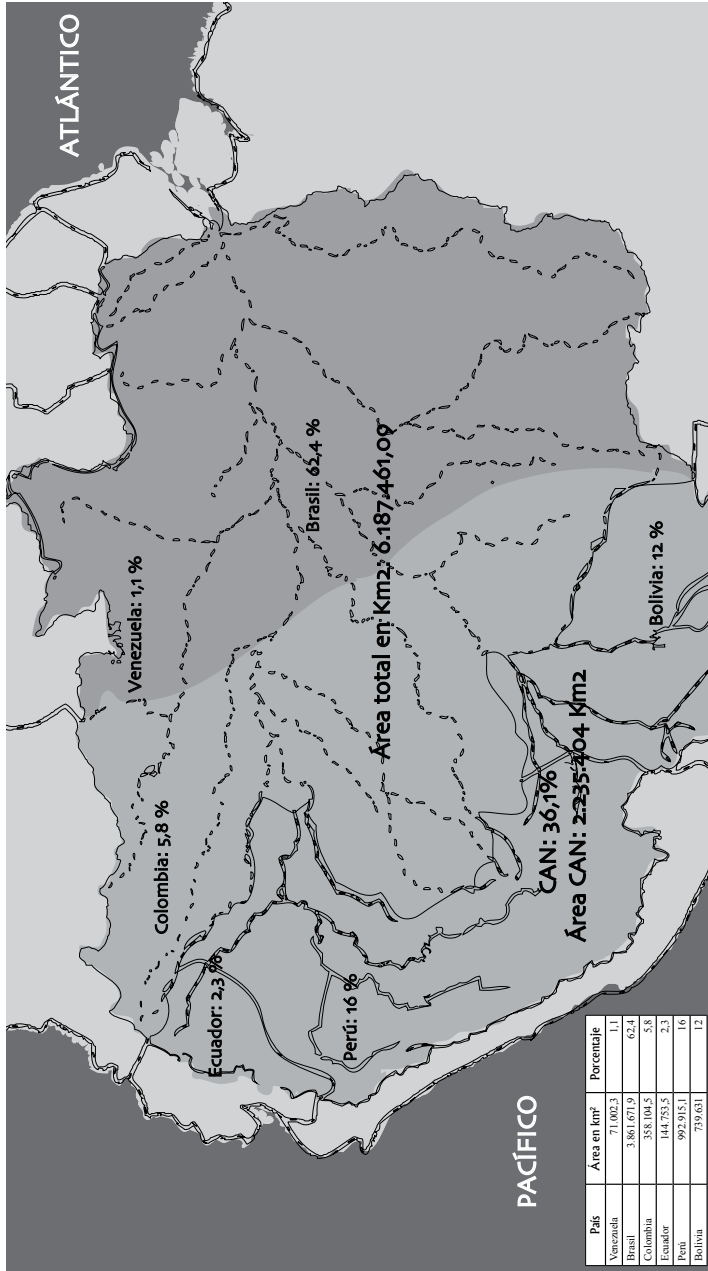 ATLÁNTICO
Venezuela: 1,1 %
Brasil: 62,4 %
Colombia: 5,8 %
Área total en Km2: 6.187.461,09
Ecuador: 2,3 %
Bolivia: 12 %
Perú: 16 %
CAN: 36,1%
Área CAN: 2.235.404 Km2
PACÍFICO
País Área en km² Porcentaje
Venezuela 71.002,3 1,1
Brasil 3.861.671,9 62,4
Colombia 358.104,5 5,8
Ecuador 144.753,5 2,3
Perú 992.915,1 16
Bolivia 739.631 12